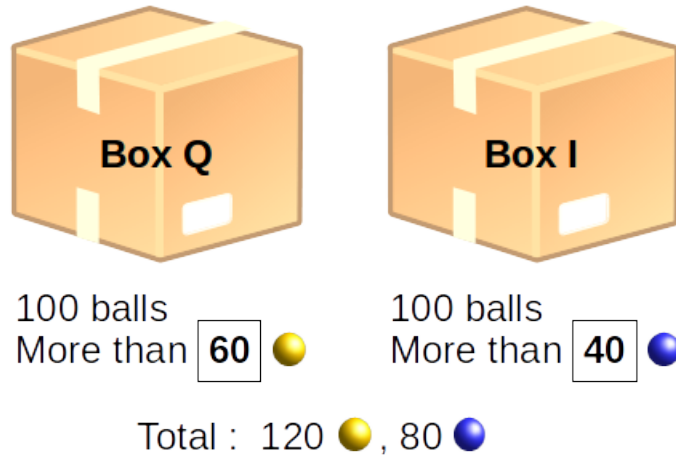 Box Q
Box I
100 balls
More than 60
100 balls
More than 40
Total : 120 , 80